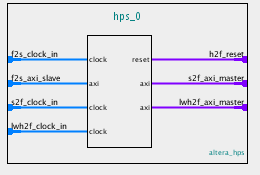 hps_0
f2s_clock_in clock reset h2f_reset
f2s_axi_slave axi axi s2f_axi_master
s2f_clock_in clock axi lwh2f_axi_master
lwh2f_clock_in clock
altera_hps